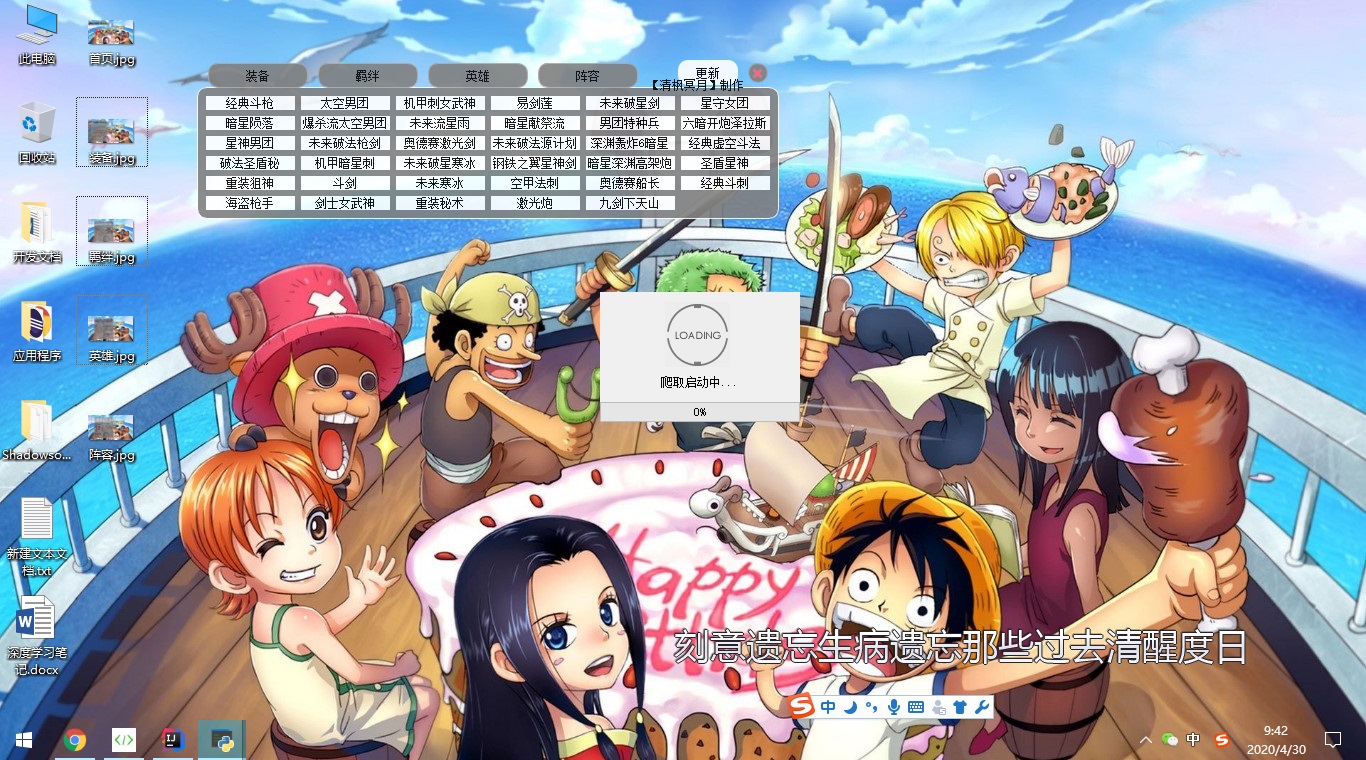 此电脑
首页.jpg
回收站
装备.jpg
开发文档
羁绊.jpg
应用程序
英雄.jpg
Shadowso...
阵容.jpg
新建文本文
档.txt
深度学习笔
记.docx
装备 羁绊 英雄 阵容 更新
【清枫冥月】制作
经典斗枪 太空男团 机甲刺女武神 易剑莲 未来破星剑 星守女团
暗星陨落 爆杀流太空男团 未来流星雨 暗星献祭流 男团特种兵 六暗开炮泽拉斯
星神男团 未来破法枪剑 奥德赛激光剑 未来破法源计划 深渊轰炸6暗星 经典虚空斗法
破法圣盾秘 机甲暗星刺 未来破星寒冰 钢铁之翼星神剑 暗星深渊高架炮 圣盾星神
重装狙神 斗剑 未来寒冰 空甲法刺 奥德赛船长 经典斗刺
海盗枪手 剑士女武神 重装秘术 激光炮 九剑下天山
LOADING
爬取启动中...
0%
Happy
刻意遗忘生病遗忘那些过去清醒度日
中
中
9:42
2020/4/30